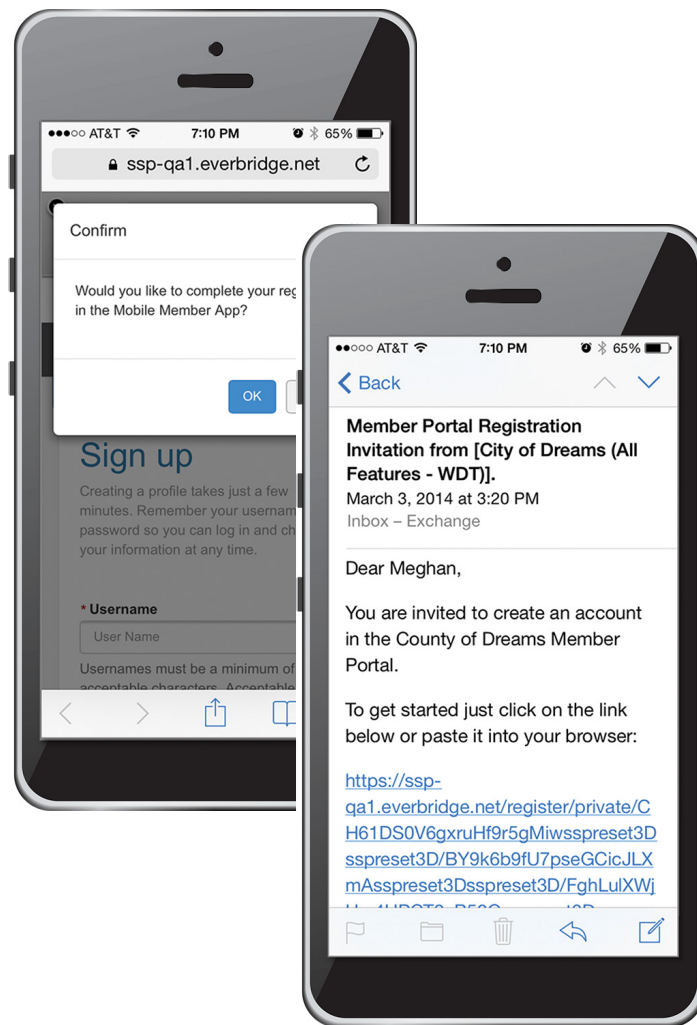 AT&T 7:10 PM 65%
ssp-qa1.everbridge.net
Confirm
Would you like to complete your reg
in the Mobile Member App?
OK
Sign up
Creating a profile takes just a few
minutes. Remember your usernam
password so you can log in and ch
your information at any time.
* Username
User Name
Usernames must be a minimum of
acceptable characters. Acceptable
AT&T 7:10 PM 65%
Back
Member Portal Registration
Invitation from [City of Dreams (All
Features - WDT)].
March 3, 2014 at 3:20 PM
Inbox – Exchange
Dear Meghan,
You are invited to create an account
in the County of Dreams Member
Portal.
To get started just click on the link
below or paste it into your browser:
https://ssp-
qa1.everbridge.net/register/private/C
H61DS0V6gxruHf9r5gMiwsspreset3D
sspreset3D/BY9k6b9fU7pseGCicJLX
mAsspreset3Dsspreset3D/FghLulXWj